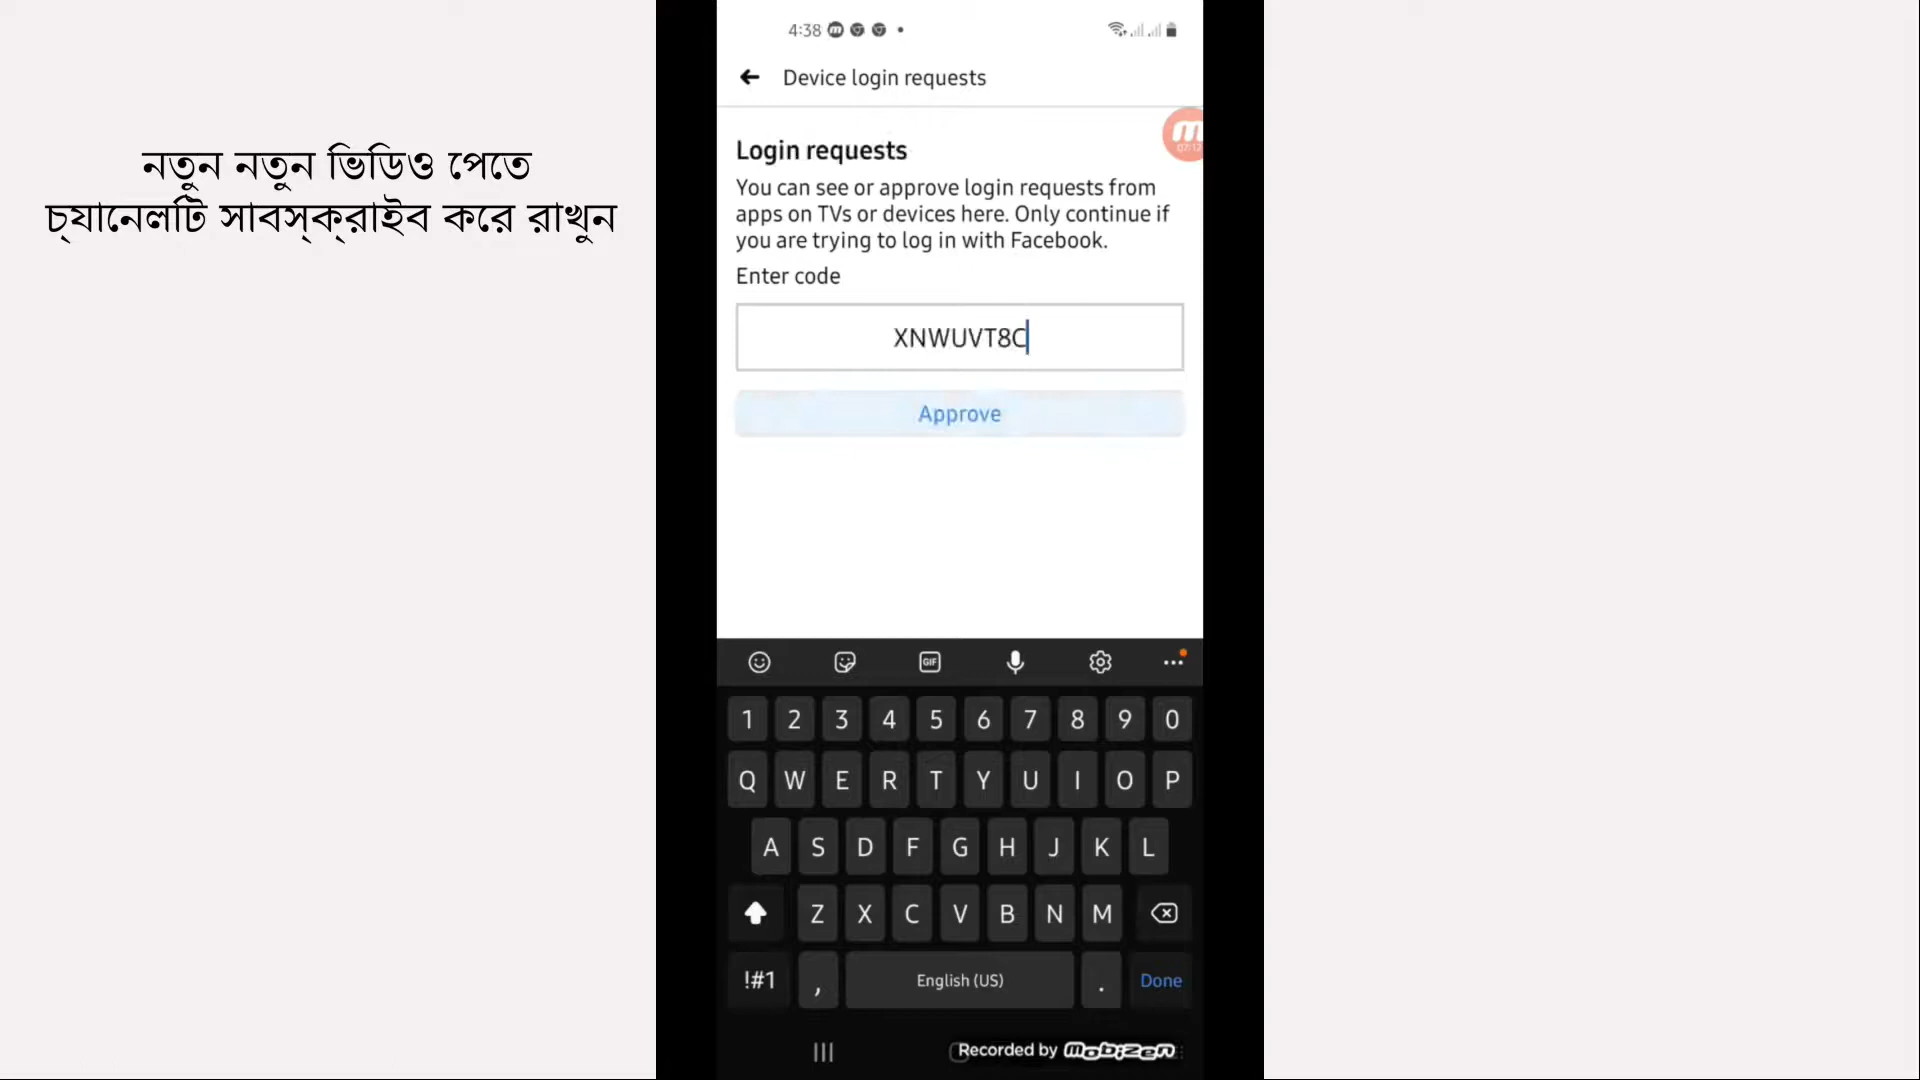 নতুন নতুন ভিডিও পেতে
চ্যানেলটি সাবস্ক্রাইব করে রাখুন
4:38
Device login requests
07:12
Login requests
You can see or approve login requests from
apps on TVs or devices here. Only continue if
you are trying to log in with Facebook.
Enter code
XNWUVT8C
Approve
GIF
1 2 3 4 5 6 7 8 9 0
Q W E R T Y U I O P
A S D F G H J K L
Z X C V B N M
!#1 , English (US) . Done
Recorded by mobizen